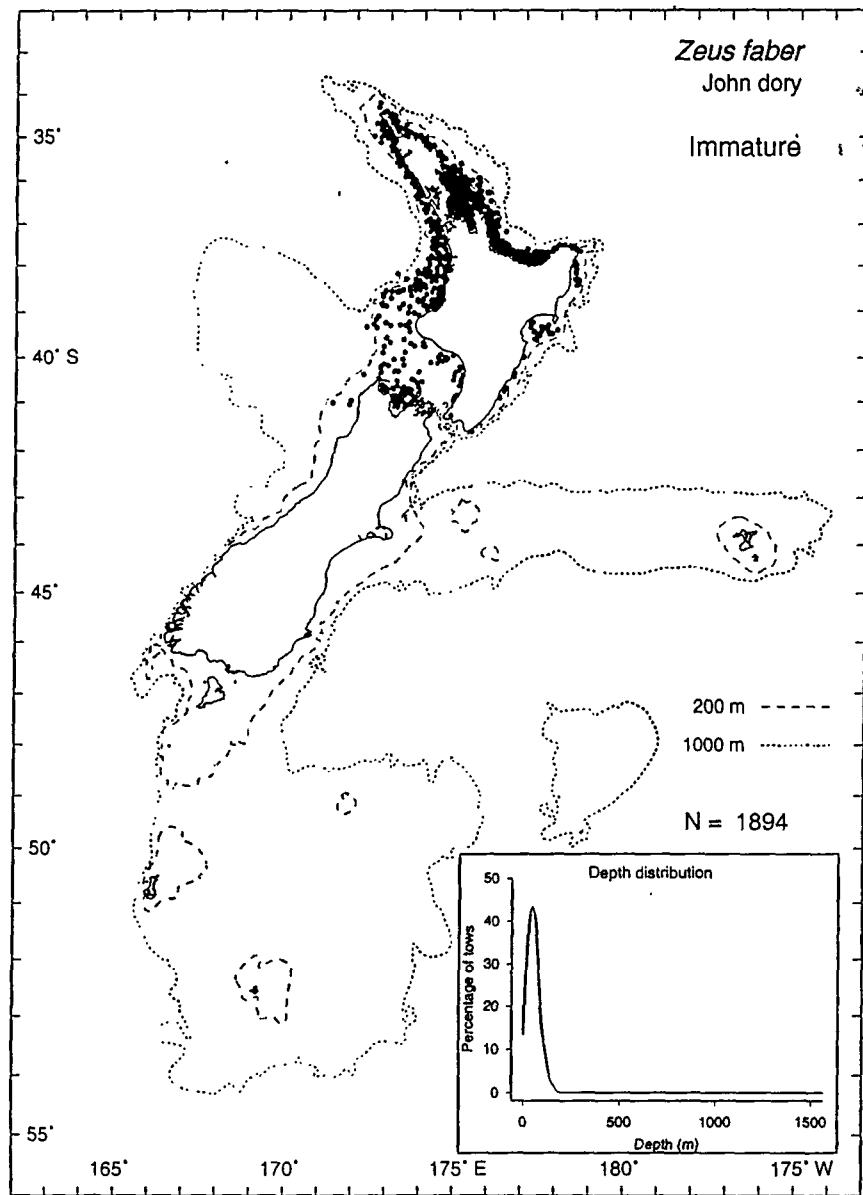 Zeus faber
John dory
Immature
35°
40° S
45°
200 m
1000 m
N = 1894
50°
Depth distribution
50
40
30
20
10
0
Percentage of tows
0 500 1000 1500
Depth (m)
55°
165° 170° 175° E 180° 175° W